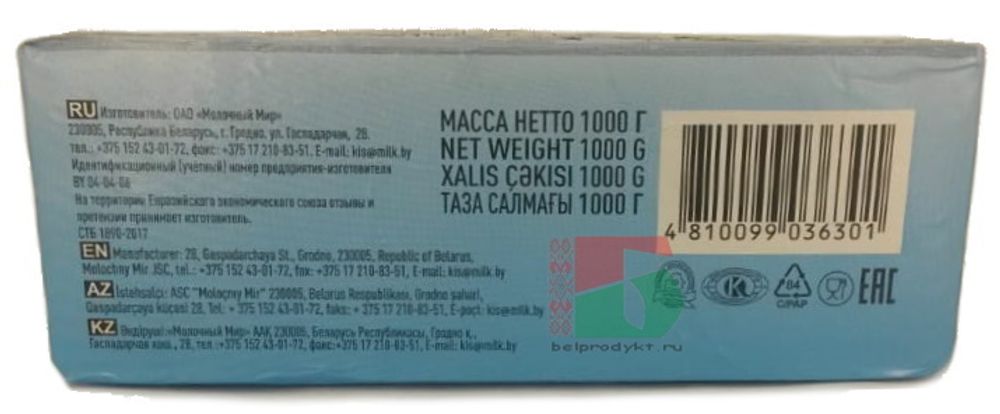 RU Изготовитель: ОАО «Молочный Мир»
230005, Республика Беларусь, г. Гродно, ул. Гаспадарчая, 28.
тел.: +375 152 43-01-72, факс: +375 17 210-83-51, E-mail: kis@milk.by
Идентификационный (учётный) номер предприятия-изготовителя
BY 04-04-06
На территории Евразийского экономического союза отзывы и
претензии принимает изготовитель.
СТБ 1890-2017
EN Manufacturer: 28, Gaspodarchaya St., Grodno, 230005, Republic of Belarus,
Molochny Mir JSC, tel.: +375 152 43-01-72, fax: +375 17 210-83-51, E-mail: kis@milk.by
AZ İstehsalçı: ASC "Moloçnıy Mir" 230005, Belarus Respublikası, Grodno şəhəri,
Qaspadarçaya küçəsi 28, Tel: + 375 152 43-01-72, faks: + 375 17 210-83-51, E-poct: kis@milk.by
KZ Өндіруші:«Молочный Мир» ААҚ 230005, Беларусь Республикасы, Гродно қ.,
Гаспадарчая көш., 28, тел.: +375 152 43-01-72, факс:+375 17 210-83-51, E-mail: kis@milk.by
МАССА НЕТТО 1000 Г
NET WEIGHT 1000 G
XALIS ÇƏKISI 1000 G
ТАЗА САЛМАҒЫ 1000 Г
4 810099 036301
84
C/PAP
EAC
belprodykt.ru